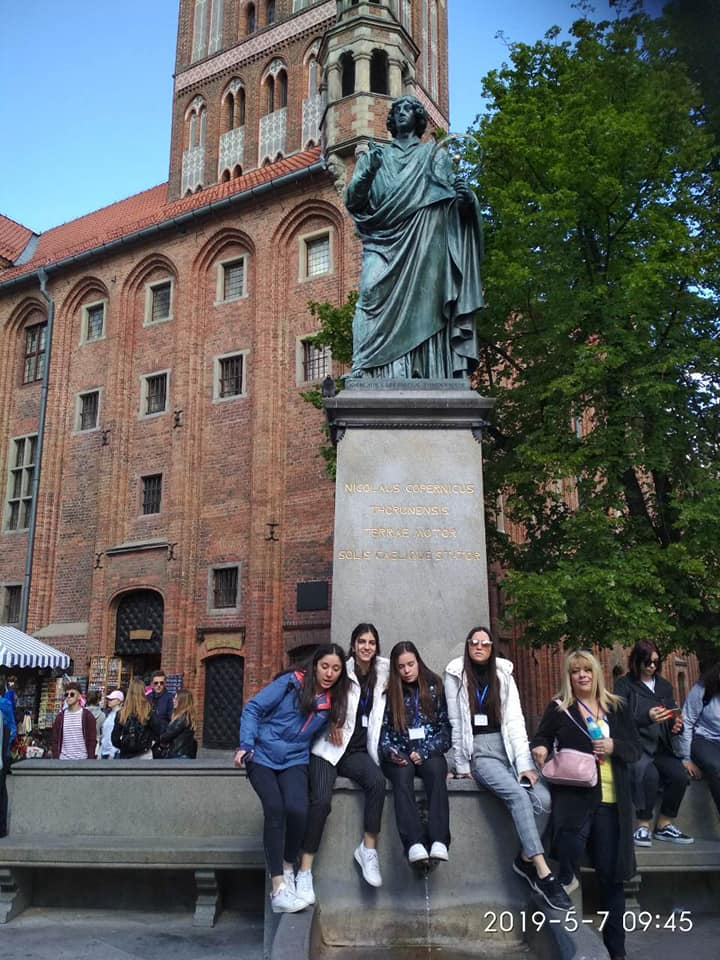 NICOLAUS COPERNICUS
THORUNENSIS
TERRAE MOTOR
SOLIS CAELIQUE STATOR
2019-5-7 09:45